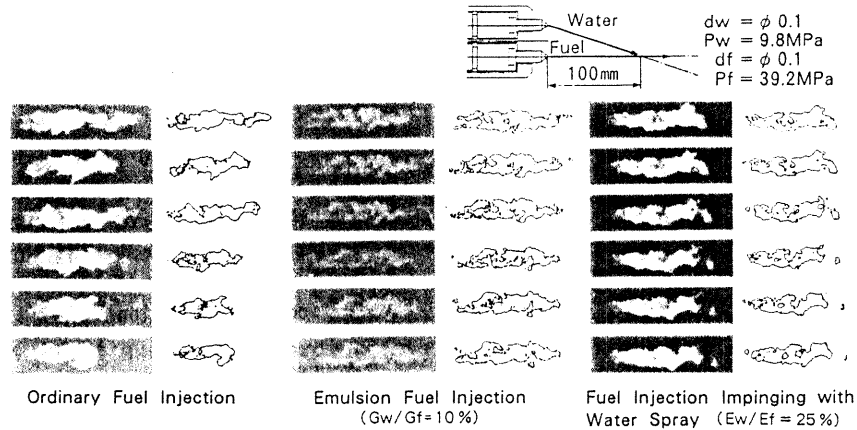 Water
Fuel
100mm
dw = φ 0.1
Pw = 9.8MPa
df = φ 0.1
Pf = 39.2MPa
Ordinary Fuel Injection
Emulsion Fuel Injection
(Gw/Gf=10%)
Fuel Injection Impinging with
Water Spray (Ew/Ef=25%)